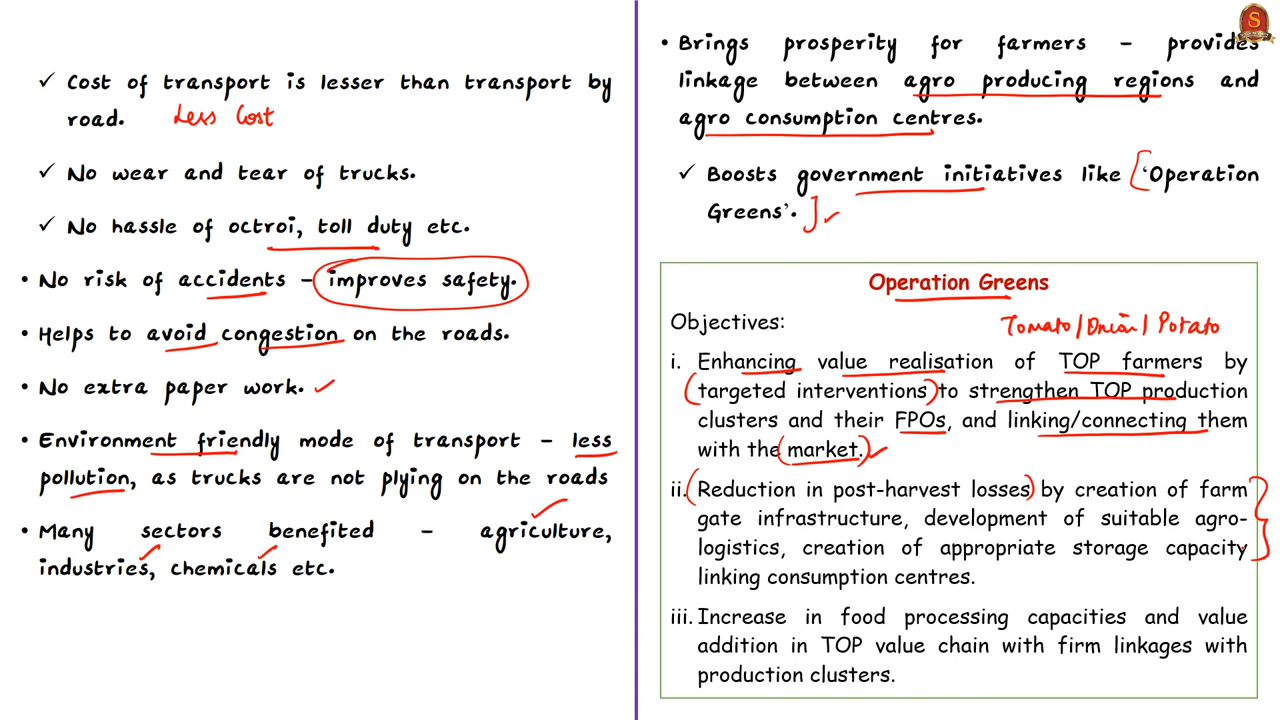 ✓ Cost of transport is lesser than transport by
road. Less Cost
✓ No wear and tear of trucks.
✓ No hassle of octroi, toll duty etc.
• No risk of accidents – improves safety.
• Helps to avoid congestion on the roads.
• No extra paper work.
• Environment friendly mode of transport – less
pollution, as trucks are not plying on the roads
• Many sectors benefited – agriculture,
industries, chemicals etc.
• Brings prosperity for farmers – provides
linkage between agro producing regions and
agro consumption centres.
✓ Boosts government initiatives like ‘Operation
Greens’.
Operation Greens
Objectives:
Tomato/Onion/Potato
i. Enhancing value realisation of TOP farmers by
targeted interventions to strengthen TOP production
clusters and their FPOs, and linking/connecting them
with the market.
ii. Reduction in post-harvest losses by creation of farm
gate infrastructure, development of suitable agro-
logistics, creation of appropriate storage capacity
linking consumption centres.
iii. Increase in food processing capacities and value
addition in TOP value chain with firm linkages with
production clusters.
S